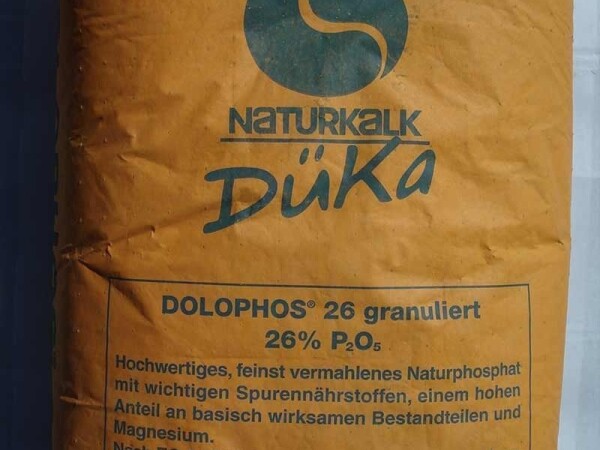 NATURKALK
DüKa
DOLOPHOS® 26 granuliert
26% P₂O₅
Hochwertiges, feinst vermahlenes Naturphosphat
mit wichtigen Spurennährstoffen, einem hohen
Anteil an basisch wirksamen Bestandteilen und
Magnesium.